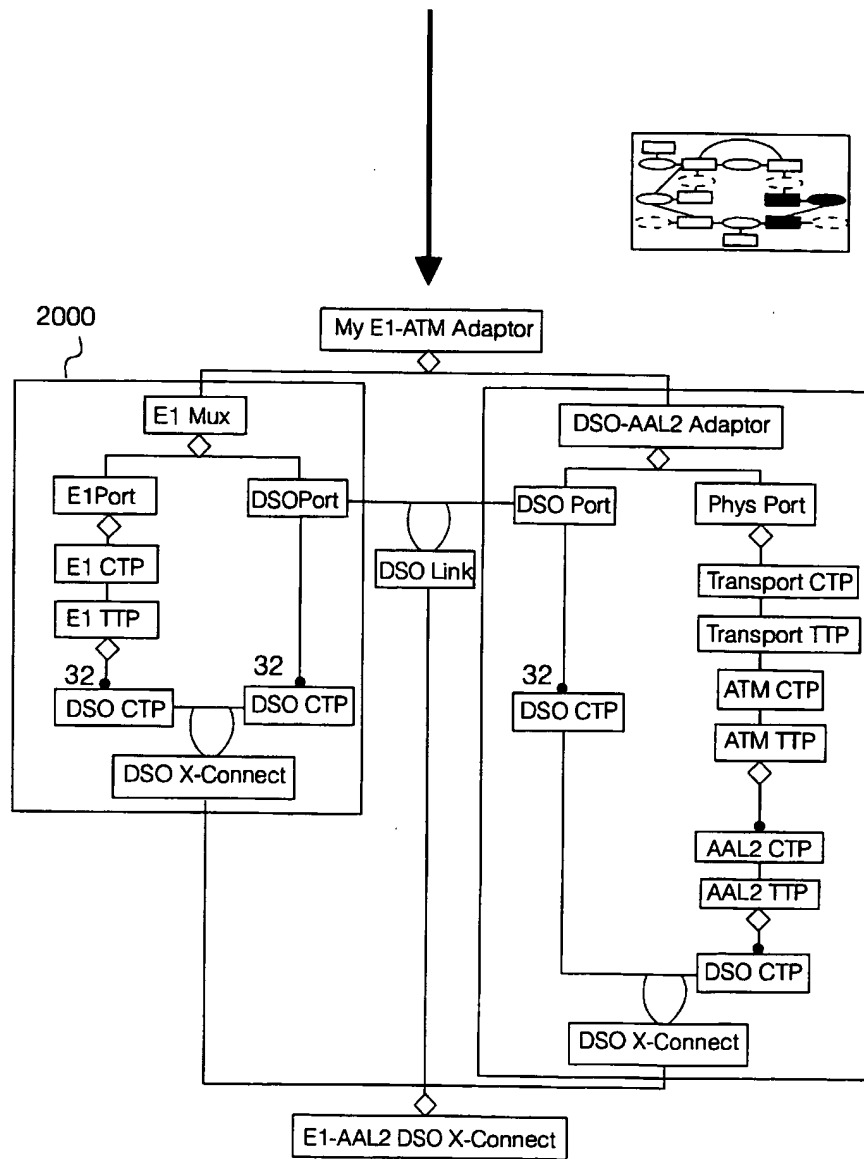 2000
My E1-ATM Adaptor
E1 Mux
DSO-AAL2 Adaptor
E1Port
DSOPort
DSO Port
Phys Port
E1 CTP
DSO Link
Transport CTP
E1 TTP
Transport TTP
32
32
32
DSO CTP
DSO CTP
DSO CTP
ATM CTP
ATM TTP
DSO X-Connect
AAL2 CTP
AAL2 TTP
DSO CTP
DSO X-Connect
E1-AAL2 DSO X-Connect